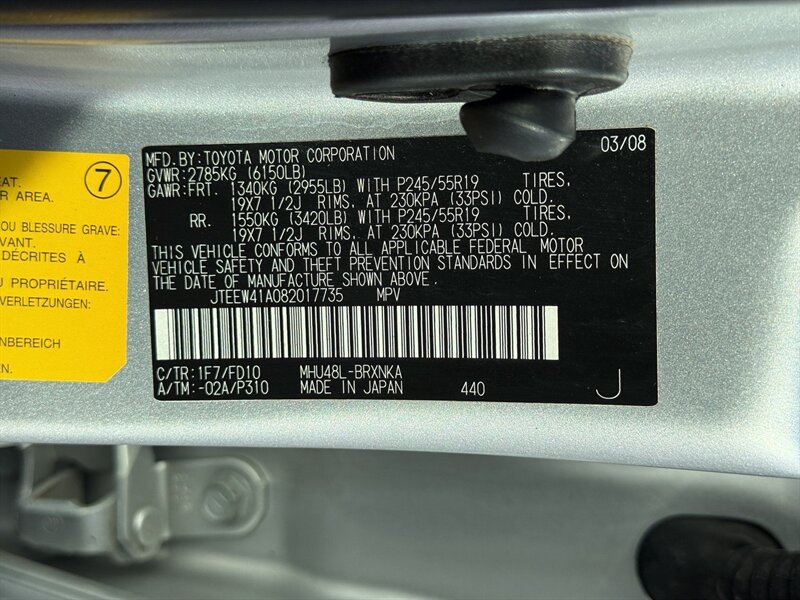 MFD. BY: TOYOTA MOTOR CORPORATION 03/08
GVWR: 2785KG (6150LB)
GAWR: FRT. 1340KG (2955LB) WITH P245/55R19 TIRES,
19X7 1/2J RIMS, AT 230KPA (33PSI) COLD.
RR. 1550KG (3420LB) WITH P245/55R19 TIRES,
19X7 1/2J RIMS, AT 230KPA (33PSI) COLD.
THIS VEHICLE CONFORMS TO ALL APPLICABLE FEDERAL MOTOR
VEHICLE SAFETY AND THEFT PREVENTION STANDARDS IN EFFECT ON
THE DATE OF MANUFACTURE SHOWN ABOVE.
JTEEW41A082017735 MPV
C/TR: 1F7/FD10 MHU48L-BRXNKA
A/TM: -02A/P310 MADE IN JAPAN 440 J
7
EAT.
R AREA.
OU BLESSURE GRAVE:
VANT.
DÉCRITES À
U PROPRIÉTAIRE.
VERLETZUNGEN:
NBEREICH